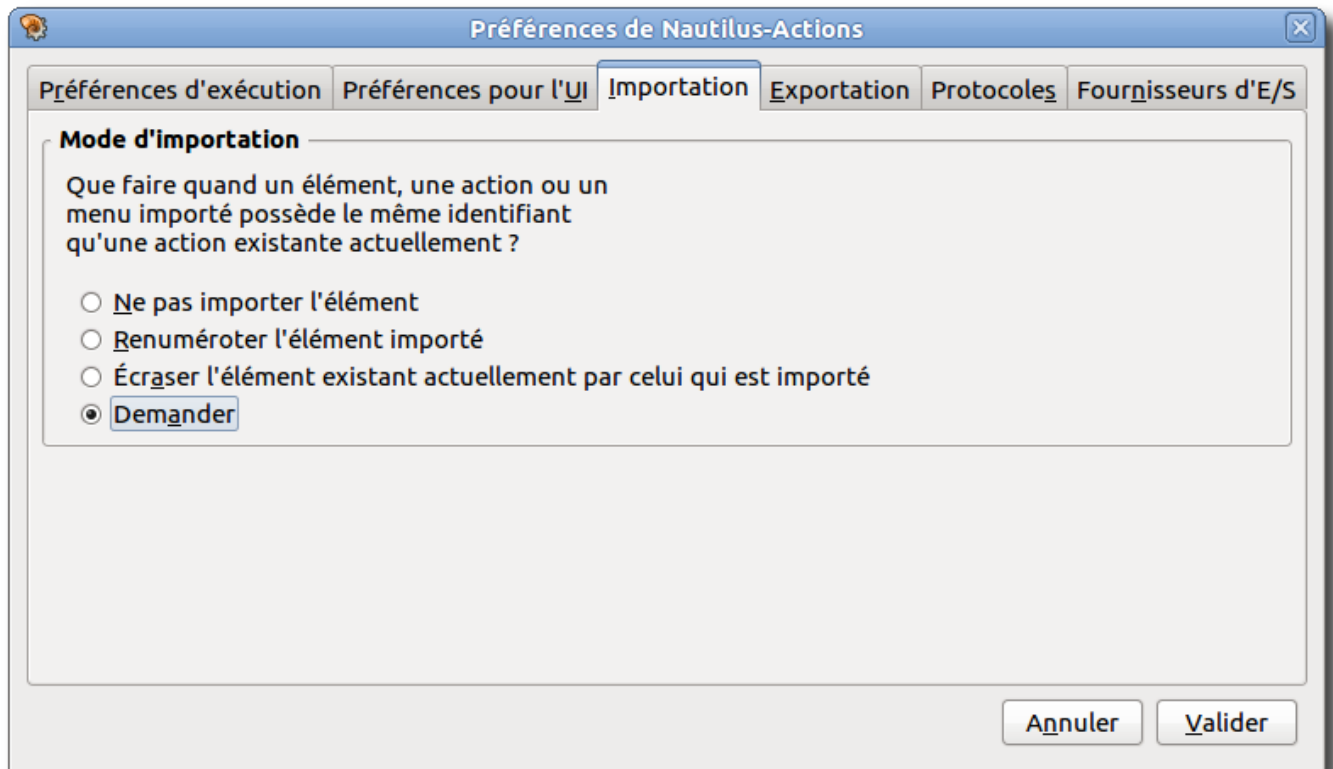 Préférences de Nautilus-Actions
Préférences d'exécution
Préférences pour l'UI
Importation
Exportation
Protocoles
Fournisseurs d'E/S
Mode d'importation
Que faire quand un élément, une action ou un
menu importé possède le même identifiant
qu'une action existante actuellement ?
Ne pas importer l'élément
Renuméroter l'élément importé
Écraser l'élément existant actuellement par celui qui est importé
Demander
Annuler
Valider